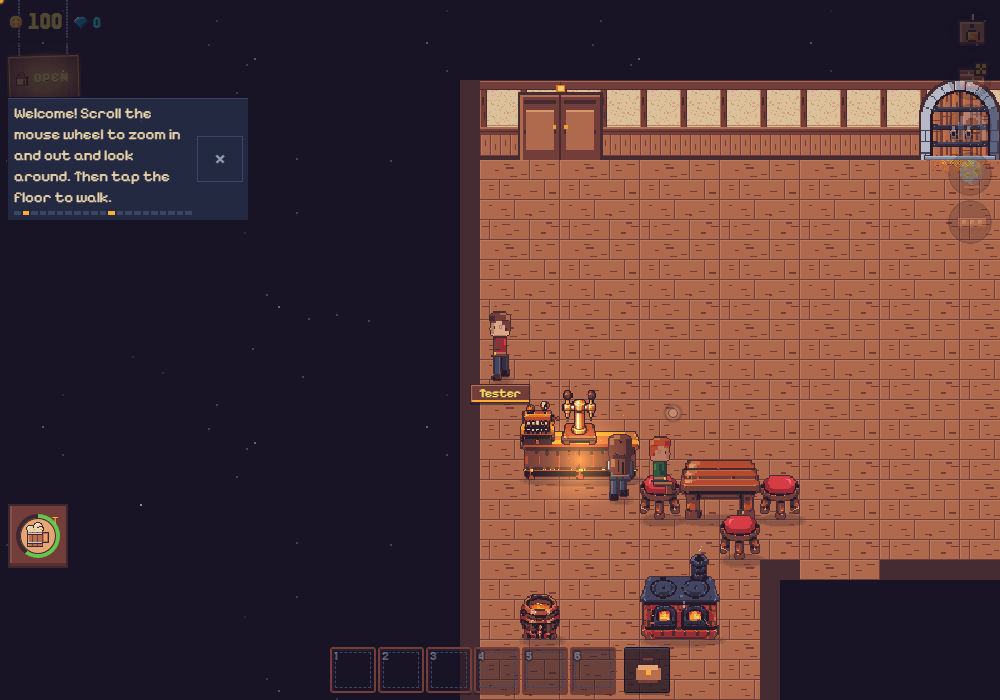 100
0
OPEN
Welcome! Scroll the
mouse wheel to zoom in
and out and look
around. Then tap the
floor to walk.
Tester
1 2 3 4 5 6